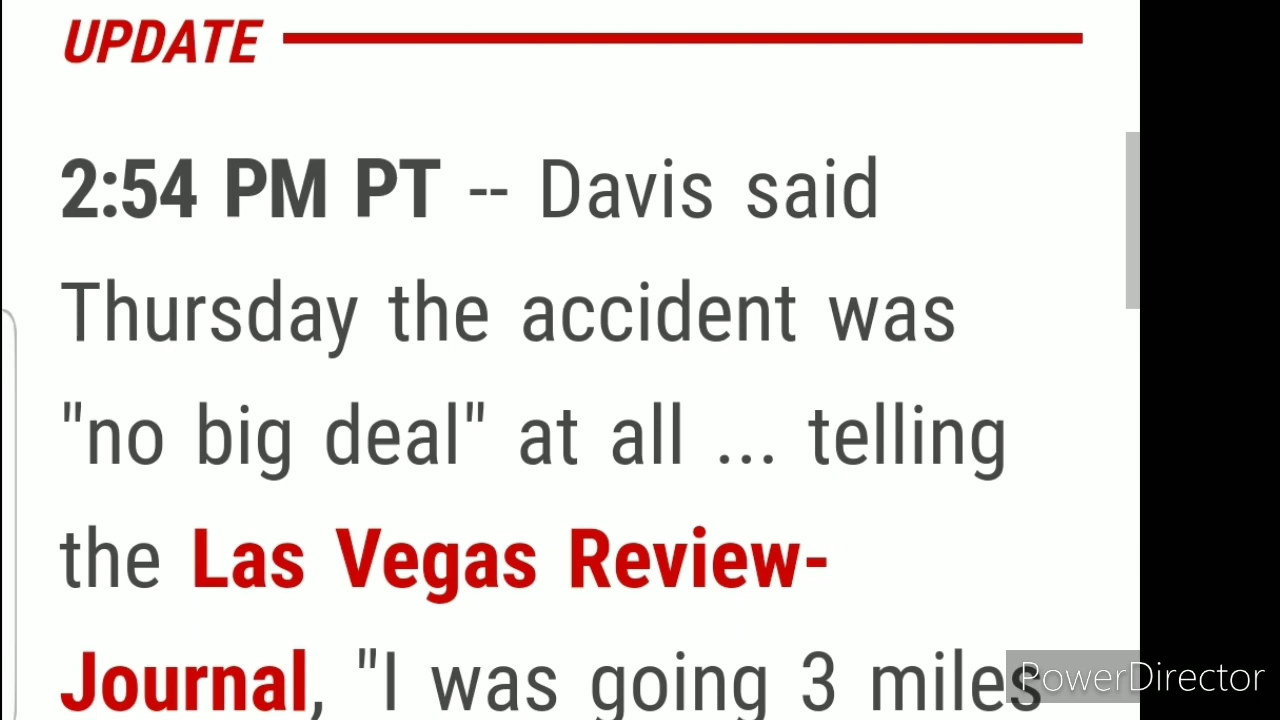 UPDATE
2:54 PM PT -- Davis said
Thursday the accident was
"no big deal" at all ... telling
the Las Vegas Review-
Journal, "I was going 3 miles
PowerDirector